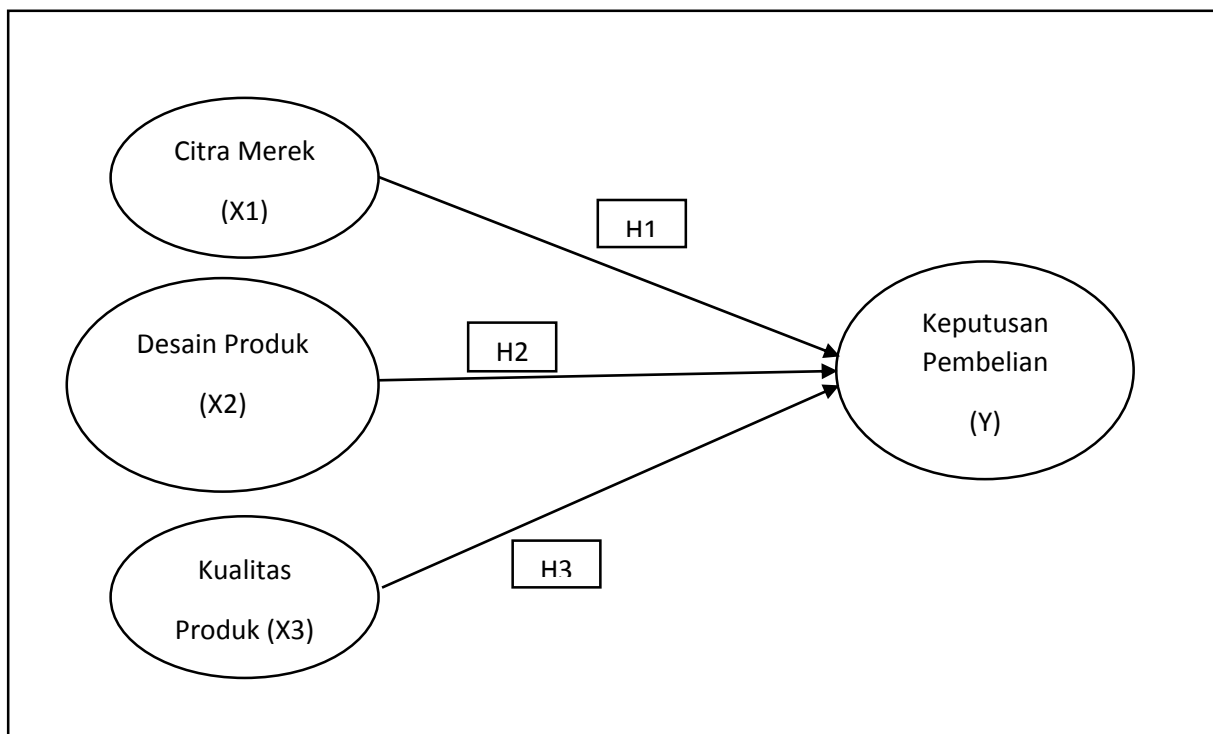 Citra Merek
(X1)
H1
Desain Produk
(X2)
H2
Keputusan
Pembelian
(Y)
Kualitas
Produk (X3)
H3